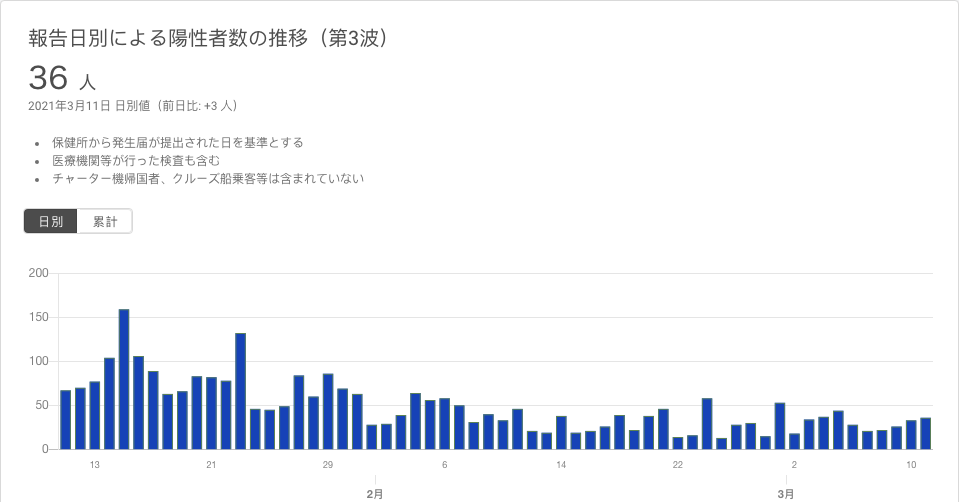 報告日別による陽性者数の推移（第3波）
36 人
2021年3月11日 日別値（前日比: +3 人）
• 保健所から発生届が提出された日を基準とする
• 医療機関等が行った検査も含む
• チャーター機帰国者、クルーズ船乗客等は含まれていない
日別 累計
200
150
100
50
0
13 21 29 6 14 22 2 10
2月 3月